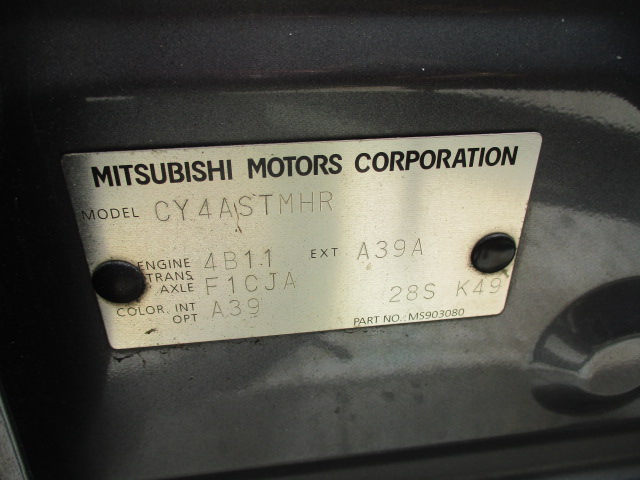 MITSUBISHI MOTORS CORPORATION
MODEL CY4ASTMHR
ENGINE 4B11 EXT A39A
TRANS. AXLE F1CJA
COLOR. INT OPT A39 28S K49
PART NO.: MS903080